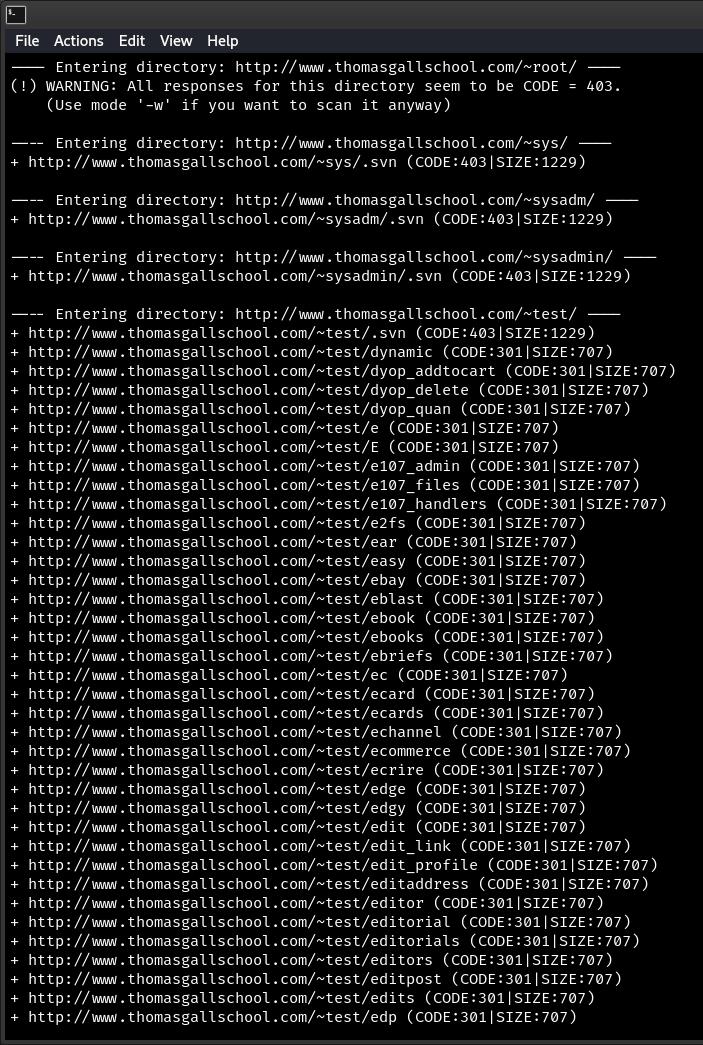 File Actions Edit View Help
---- Entering directory: http://www.thomasgallschool.com/~root/ ----
(!) WARNING: All responses for this directory seem to be CODE = 403.
(Use mode '-w' if you want to scan it anyway)
---- Entering directory: http://www.thomasgallschool.com/~sys/ ----
+ http://www.thomasgallschool.com/~sys/.svn (CODE:403|SIZE:1229)
---- Entering directory: http://www.thomasgallschool.com/~sysadm/ ----
+ http://www.thomasgallschool.com/~sysadm/.svn (CODE:403|SIZE:1229)
---- Entering directory: http://www.thomasgallschool.com/~sysadmin/ ----
+ http://www.thomasgallschool.com/~sysadmin/.svn (CODE:403|SIZE:1229)
---- Entering directory: http://www.thomasgallschool.com/~test/ ----
+ http://www.thomasgallschool.com/~test/.svn (CODE:403|SIZE:1229)
+ http://www.thomasgallschool.com/~test/dynamic (CODE:301|SIZE:707)
+ http://www.thomasgallschool.com/~test/dyop_addtocart (CODE:301|SIZE:707)
+ http://www.thomasgallschool.com/~test/dyop_delete (CODE:301|SIZE:707)
+ http://www.thomasgallschool.com/~test/dyop_quan (CODE:301|SIZE:707)
+ http://www.thomasgallschool.com/~test/e (CODE:301|SIZE:707)
+ http://www.thomasgallschool.com/~test/E (CODE:301|SIZE:707)
+ http://www.thomasgallschool.com/~test/e107_admin (CODE:301|SIZE:707)
+ http://www.thomasgallschool.com/~test/e107_files (CODE:301|SIZE:707)
+ http://www.thomasgallschool.com/~test/e107_handlers (CODE:301|SIZE:707)
+ http://www.thomasgallschool.com/~test/e2fs (CODE:301|SIZE:707)
+ http://www.thomasgallschool.com/~test/ear (CODE:301|SIZE:707)
+ http://www.thomasgallschool.com/~test/easy (CODE:301|SIZE:707)
+ http://www.thomasgallschool.com/~test/ebay (CODE:301|SIZE:707)
+ http://www.thomasgallschool.com/~test/eblast (CODE:301|SIZE:707)
+ http://www.thomasgallschool.com/~test/ebook (CODE:301|SIZE:707)
+ http://www.thomasgallschool.com/~test/ebooks (CODE:301|SIZE:707)
+ http://www.thomasgallschool.com/~test/ebriefs (CODE:301|SIZE:707)
+ http://www.thomasgallschool.com/~test/ec (CODE:301|SIZE:707)
+ http://www.thomasgallschool.com/~test/ecard (CODE:301|SIZE:707)
+ http://www.thomasgallschool.com/~test/ecards (CODE:301|SIZE:707)
+ http://www.thomasgallschool.com/~test/echannel (CODE:301|SIZE:707)
+ http://www.thomasgallschool.com/~test/ecommerce (CODE:301|SIZE:707)
+ http://www.thomasgallschool.com/~test/ecrire (CODE:301|SIZE:707)
+ http://www.thomasgallschool.com/~test/edge (CODE:301|SIZE:707)
+ http://www.thomasgallschool.com/~test/edgy (CODE:301|SIZE:707)
+ http://www.thomasgallschool.com/~test/edit (CODE:301|SIZE:707)
+ http://www.thomasgallschool.com/~test/edit_link (CODE:301|SIZE:707)
+ http://www.thomasgallschool.com/~test/edit_profile (CODE:301|SIZE:707)
+ http://www.thomasgallschool.com/~test/editaddress (CODE:301|SIZE:707)
+ http://www.thomasgallschool.com/~test/editor (CODE:301|SIZE:707)
+ http://www.thomasgallschool.com/~test/editorial (CODE:301|SIZE:707)
+ http://www.thomasgallschool.com/~test/editorials (CODE:301|SIZE:707)
+ http://www.thomasgallschool.com/~test/editors (CODE:301|SIZE:707)
+ http://www.thomasgallschool.com/~test/editpost (CODE:301|SIZE:707)
+ http://www.thomasgallschool.com/~test/edits (CODE:301|SIZE:707)
+ http://www.thomasgallschool.com/~test/edp (CODE:301|SIZE:707)